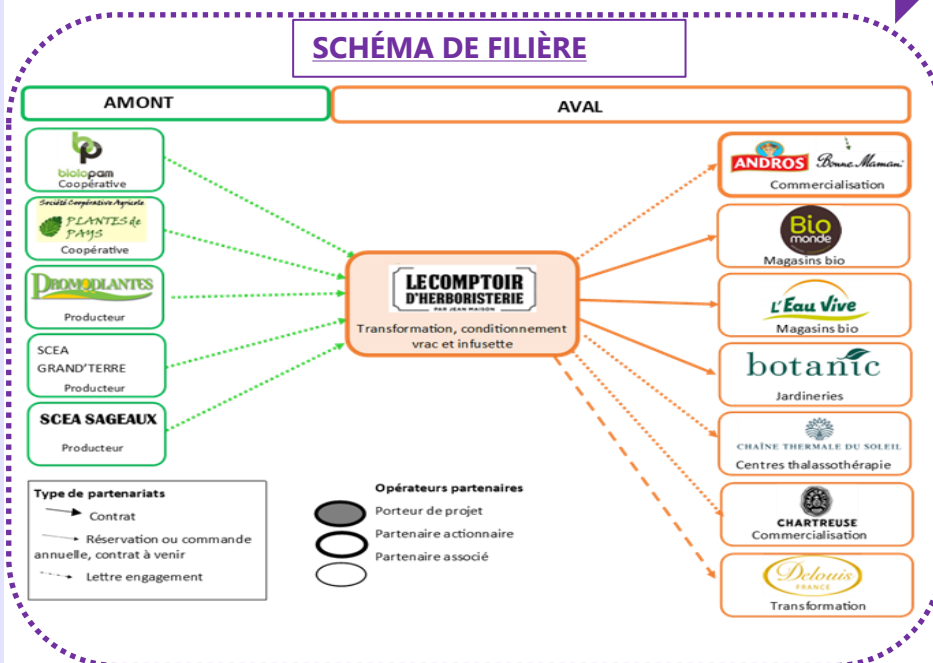 SCHÉMA DE FILIÈRE
AMONT
AVAL
biolopam
Coopérative
Société Coopérative Agricole
PLANTES de
PAYS
Coopérative
PROMOPLANTES
Producteur
SCEA
GRAND'TERRE
Producteur
SCEA SAGEAUX
Producteur
LE COMPTOIR
D'HERBORISTERIE
PAR JEAN MAISON
Transformation, conditionnement
vrac et infusette
ANDROS Bonne Maman
Commercialisation
Bio
monde
Magasins bio
L'Eau Vive
Magasins bio
botanic
Jardineries
CHAÎNE THERMALE DU SOLEIL
Centres thalassothérapie
CHARTREUSE
Commercialisation
Delouis
FRANCE
Transformation
Type de partenariats
Contrat
Réservation ou commande
annuelle, contrat à venir
Lettre engagement
Opérateurs partenaires
Porteur de projet
Partenaire actionnaire
Partenaire associé